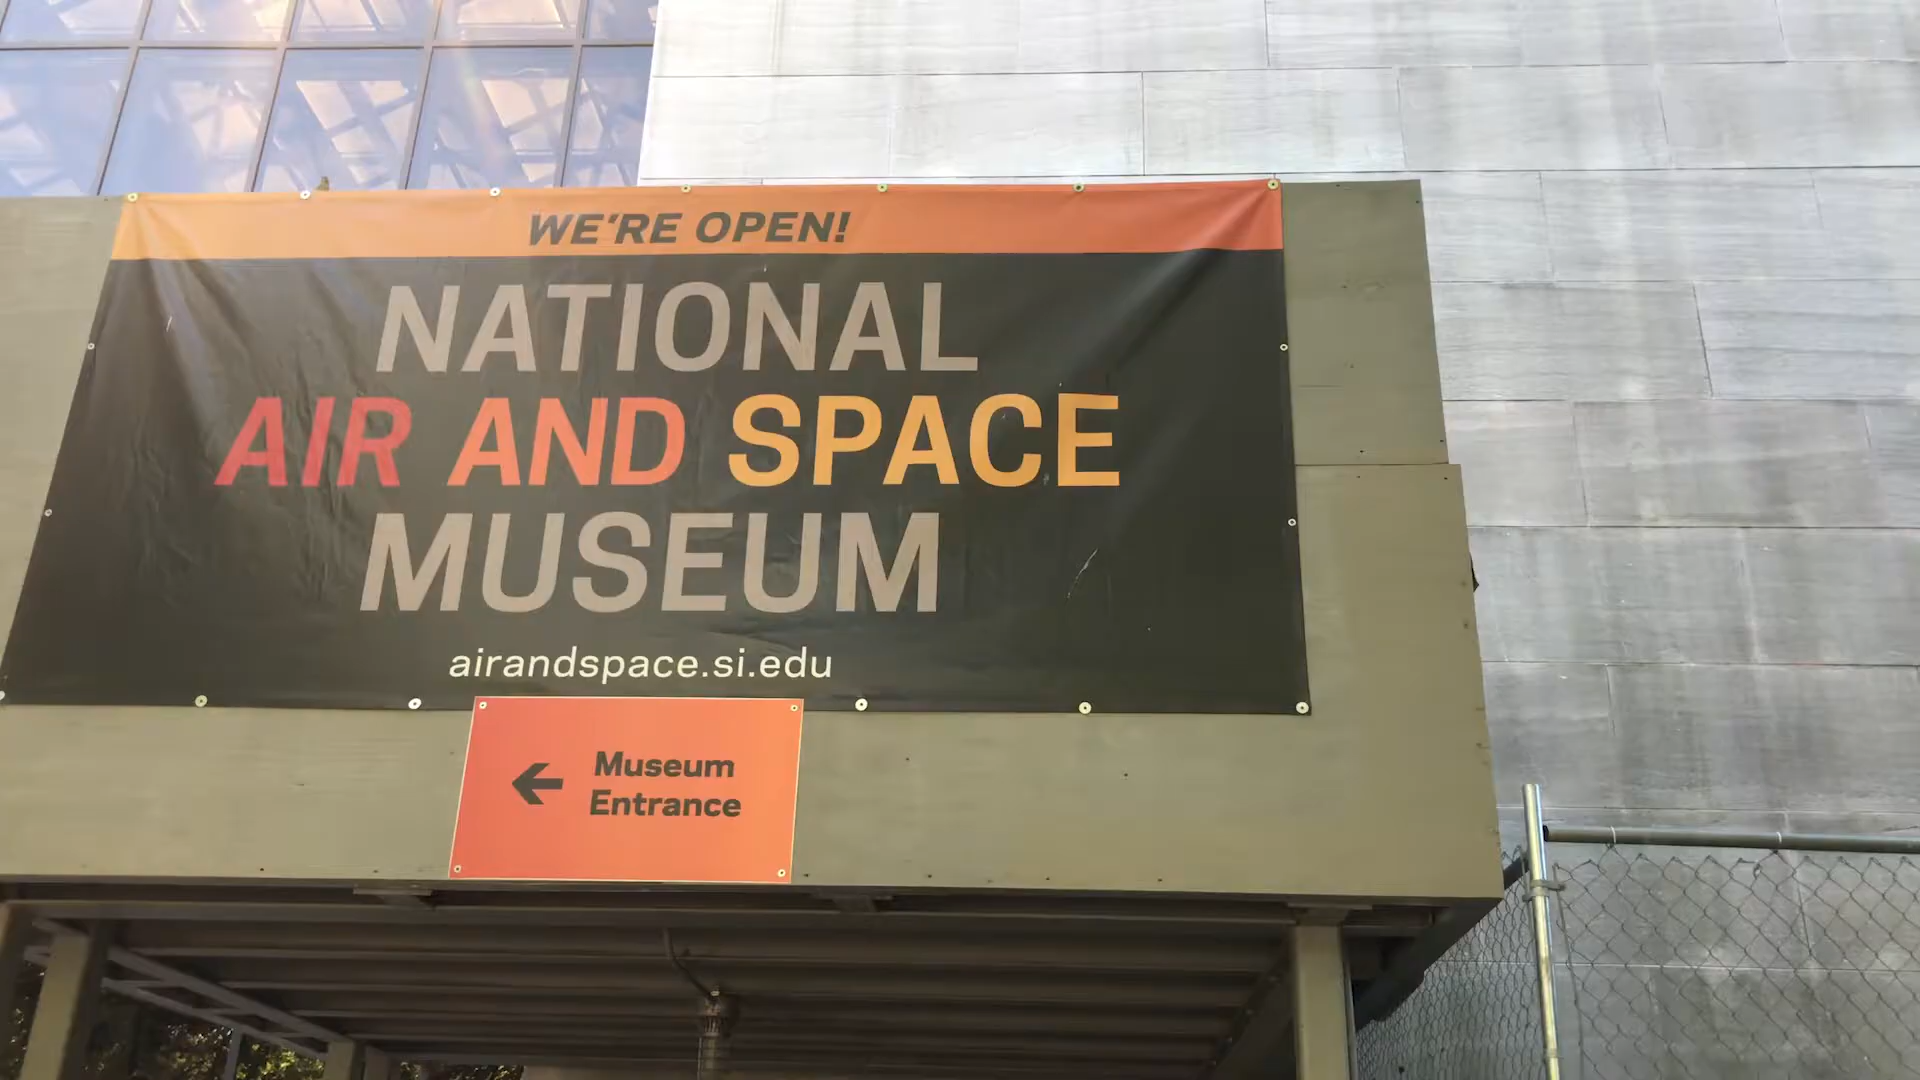 WE'RE OPEN!
NATIONAL
AIR AND SPACE
MUSEUM
airandspace.si.edu
Museum
Entrance